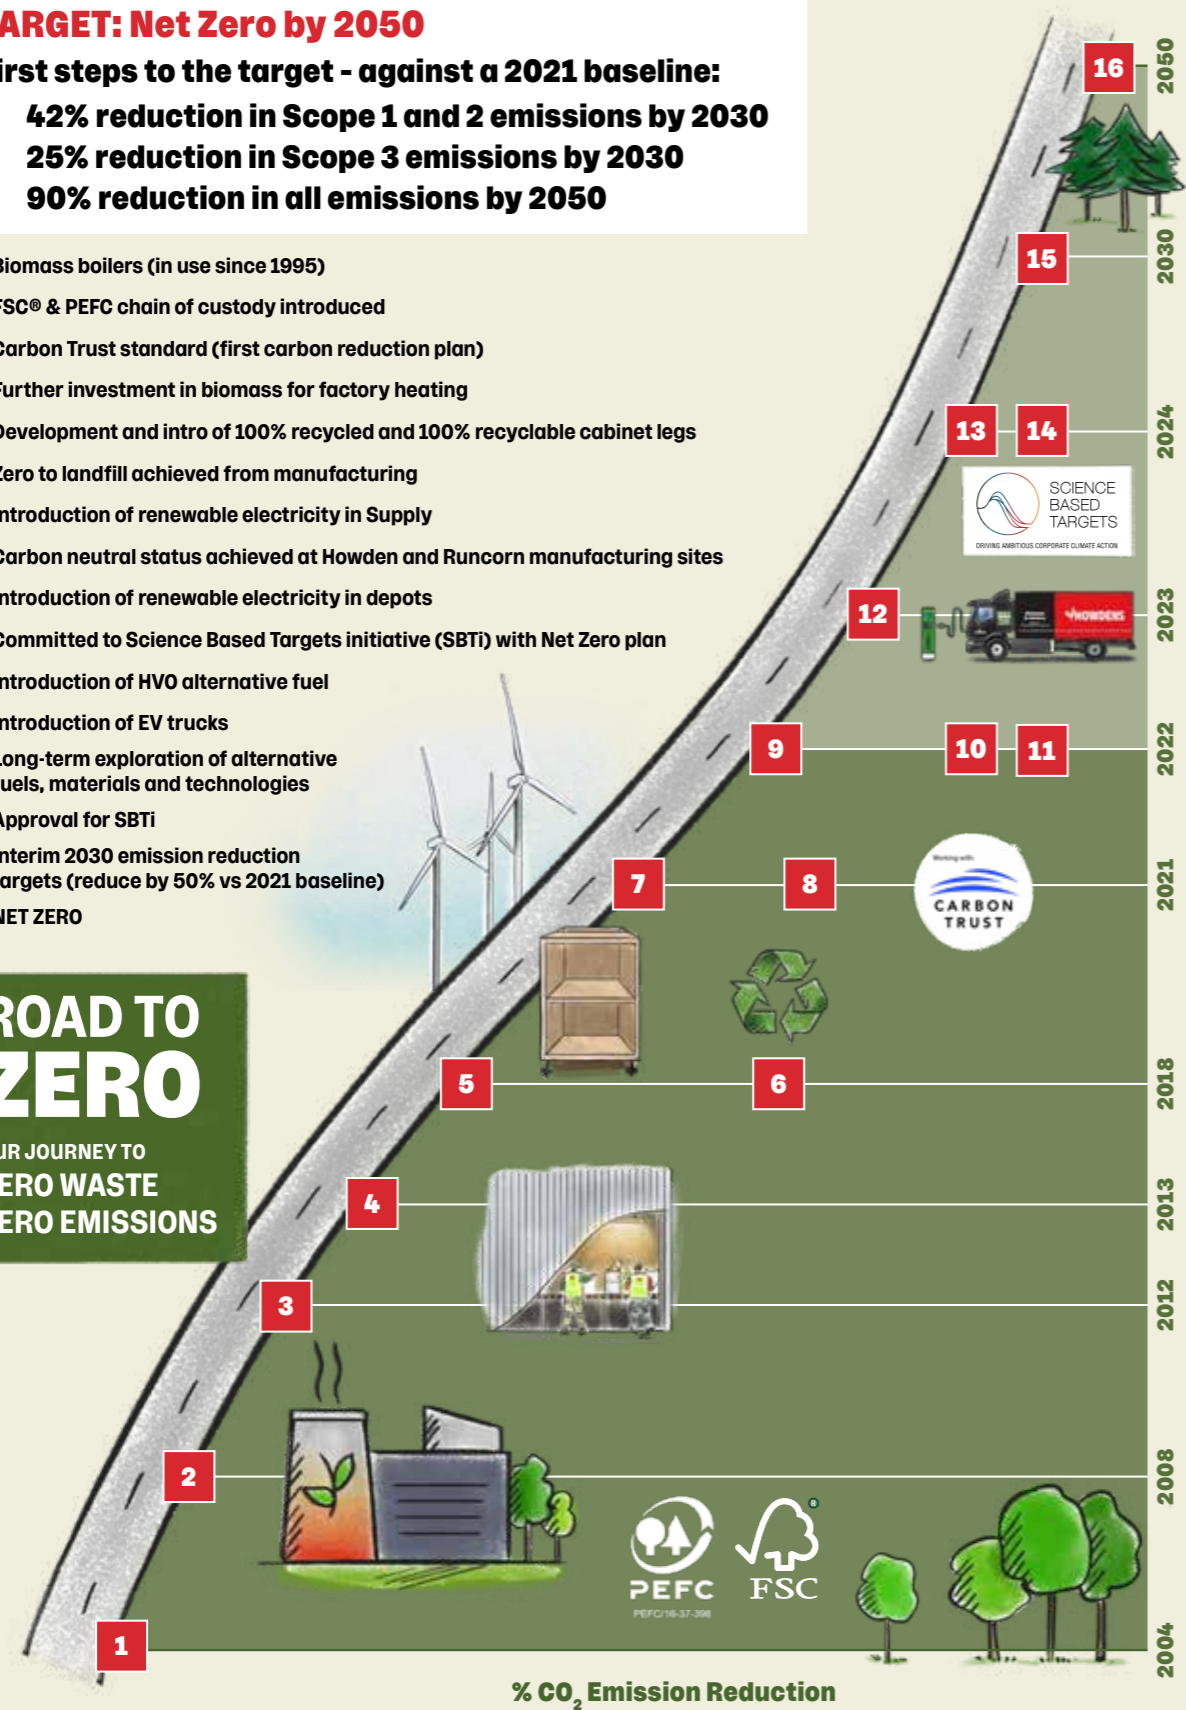 ARGET: Net Zero by 2050
irst steps to the target - against a 2021 baseline:
42% reduction in Scope 1 and 2 emissions by 2030
25% reduction in Scope 3 emissions by 2030
90% reduction in all emissions by 2050
Biomass boilers (in use since 1995)
FSC® & PEFC chain of custody introduced
Carbon Trust standard (first carbon reduction plan)
Further investment in biomass for factory heating
Development and intro of 100% recycled and 100% recyclable cabinet legs
Zero to landfill achieved from manufacturing
ntroduction of renewable electricity in Supply
Carbon neutral status achieved at Howden and Runcorn manufacturing sites
ntroduction of renewable electricity in depots
Committed to Science Based Targets initiative (SBTi) with Net Zero plan
ntroduction of HVO alternative fuel
ntroduction of EV trucks
Long-term exploration of alternative
uels, materials and technologies
Approval for SBTi
nterim 2030 emission reduction
argets (reduce by 50% vs 2021 baseline)
NET ZERO
ROAD TO
ZERO
UR JOURNEY TO
ERO WASTE
ERO EMISSIONS
16
2050
15
2030
13 14
2024
SCIENCE
BASED
TARGETS
DRIVING AMBITIOUS CORPORATE CLIMATE ACTION
12
HOWDENS
2023
9 10 11
2022
7 8
2021
Working with
CARBON
TRUST
5 6
2018
4
2013
3
2012
2
2008
PEFC
PEFC/16-37-398
®
FSC
1
2004
% CO₂ Emission Reduction